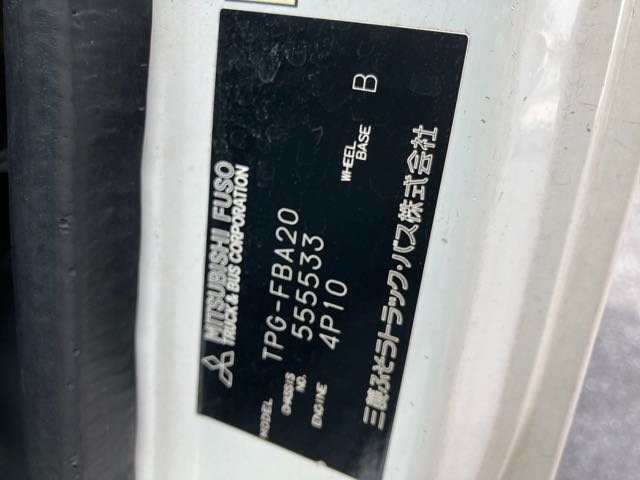 MITSUBISHI FUSO
TRUCK & BUS CORPORATION
MODEL TPG-FBA20
CHASSIS NO. 555533
ENGINE 4P10
WHEEL BASE B
三菱ふそうトラック・バス株式会社